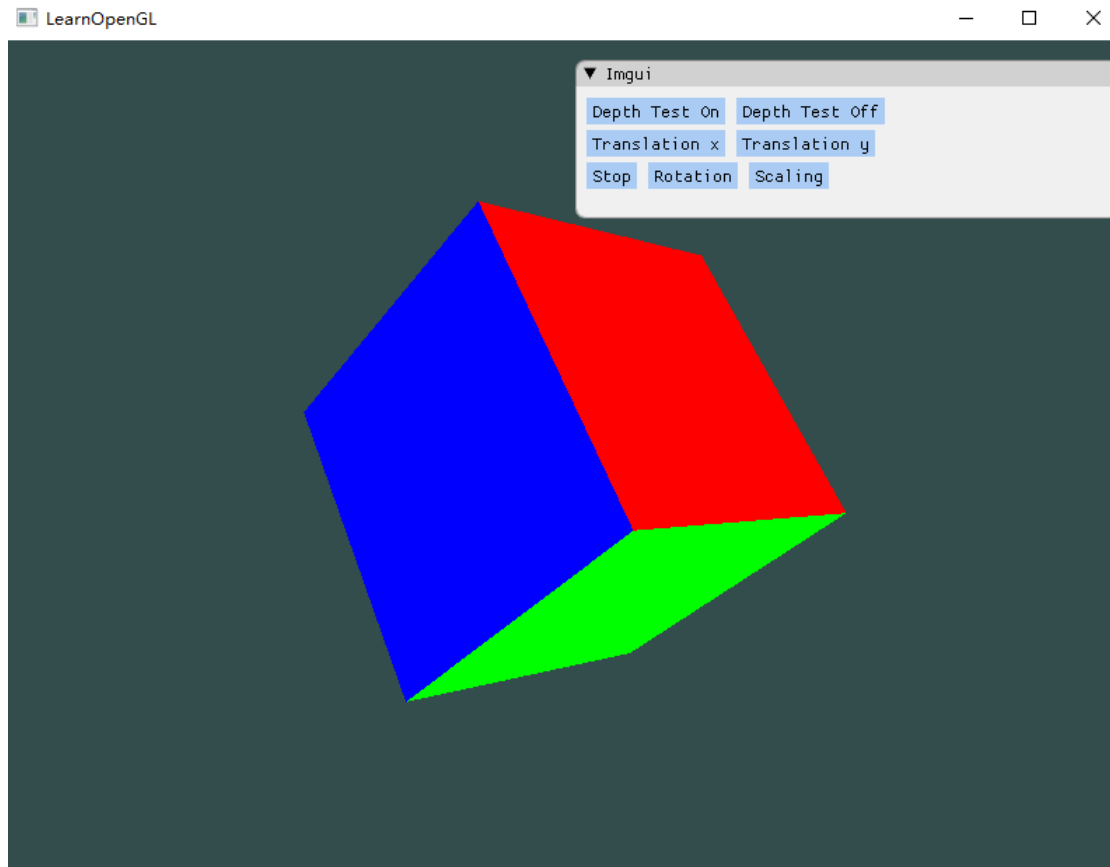 LearnOpenGL
Imgui
Depth Test On Depth Test Off
Translation x Translation y
Stop Rotation Scaling